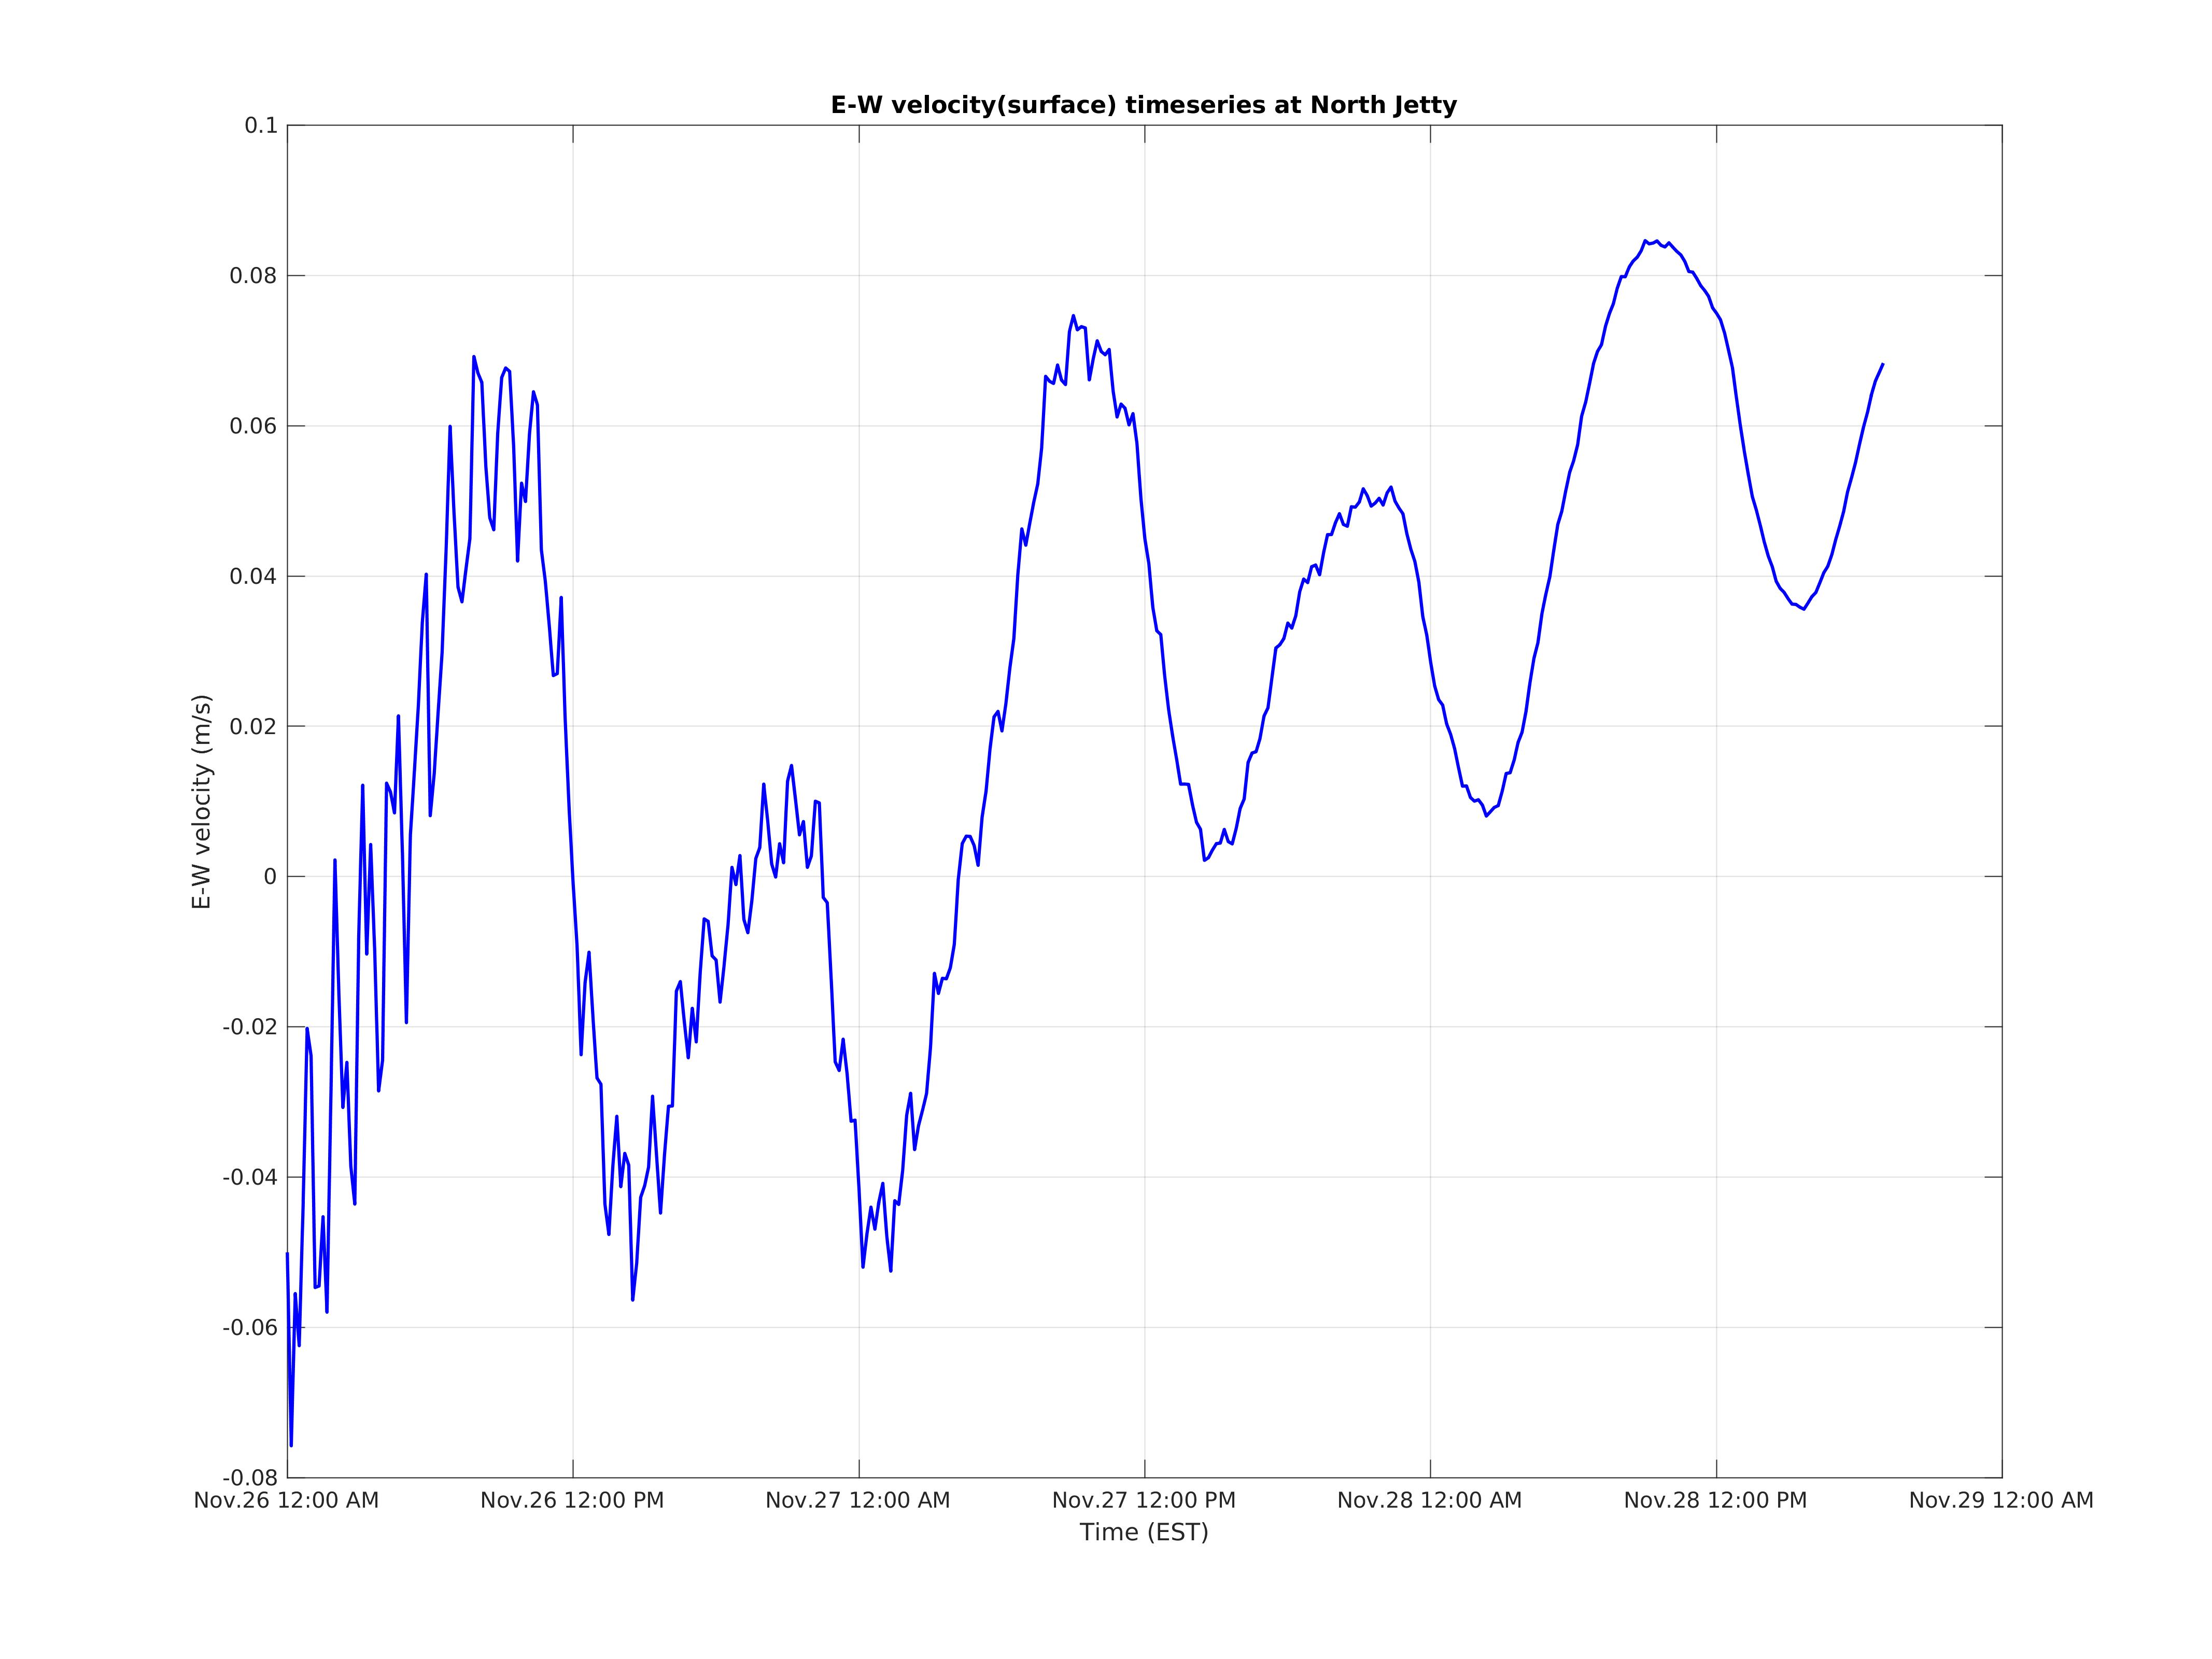 E-W velocity(surface) timeseries at North Jetty
0.1
0.08
0.06
0.04
0.02
0
-0.02
-0.04
-0.06
-0.08
E-W velocity (m/s)
Nov.26 12:00 AM Nov.26 12:00 PM Nov.27 12:00 AM Nov.27 12:00 PM Nov.28 12:00 AM Nov.28 12:00 PM Nov.29 12:00 AM
Time (EST)